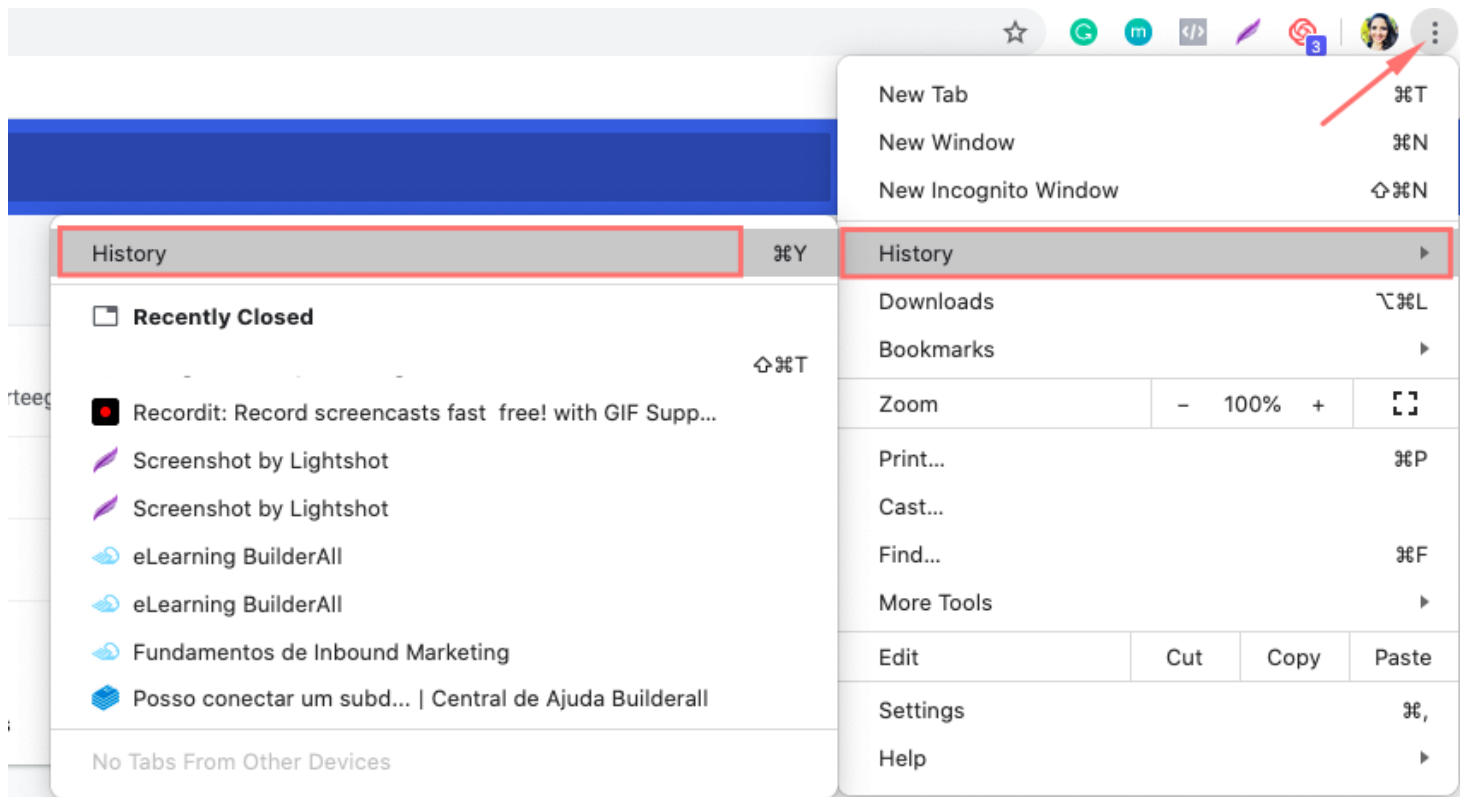 3
New Tab ⌘T
New Window ⌘N
New Incognito Window ⇧⌘N
History
Downloads ⌥⌘L
Bookmarks
Zoom - 100% +
Print... ⌘P
Cast...
Find... ⌘F
More Tools
Edit Cut Copy Paste
Settings ⌘,
Help
History ⌘Y
Recently Closed
⇧⌘T
Recordit: Record screencasts fast free! with GIF Supp...
Screenshot by Lightshot
Screenshot by Lightshot
eLearning BuilderAll
eLearning BuilderAll
Fundamentos de Inbound Marketing
Posso conectar um subd... | Central de Ajuda Builderall
No Tabs From Other Devices